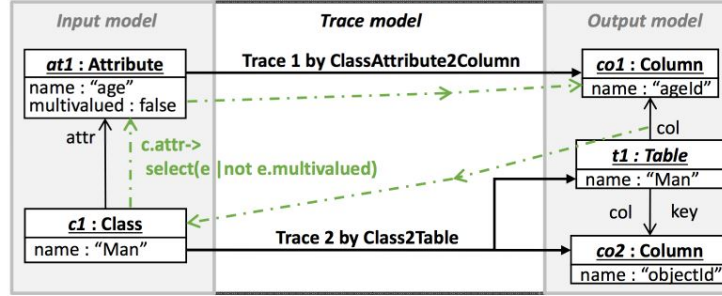 Input model
Trace model
Output model
at1 : Attribute
name : “age”
multivalued : false
Trace 1 by ClassAttribute2Column
co1 : Column
name : “ageId”
attr
c.attr->
select(e |not e.multivalued)
col
t1 : Table
name : “Man”
c1 : Class
name : “Man”
Trace 2 by Class2Table
col
key
co2 : Column
name : “objectId”